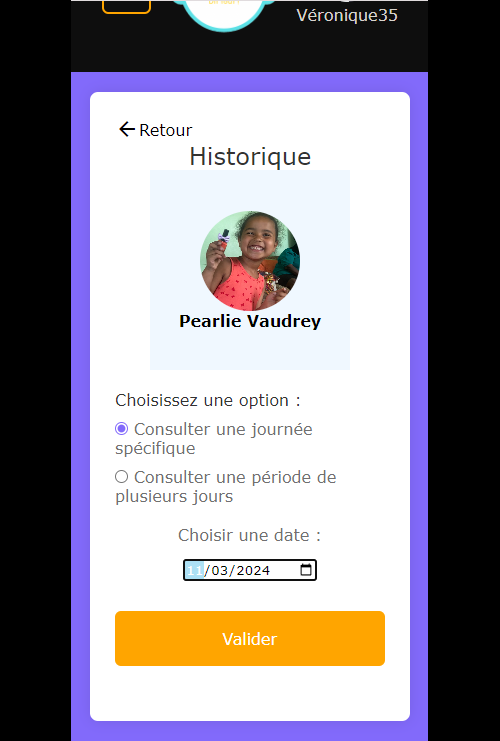 Véronique35
Retour
Historique
Pearlie Vaudrey
Choisissez une option :
Consulter une journée
spécifique
Consulter une période de
plusieurs jours
Choisir une date :
11/03/2024
Valider